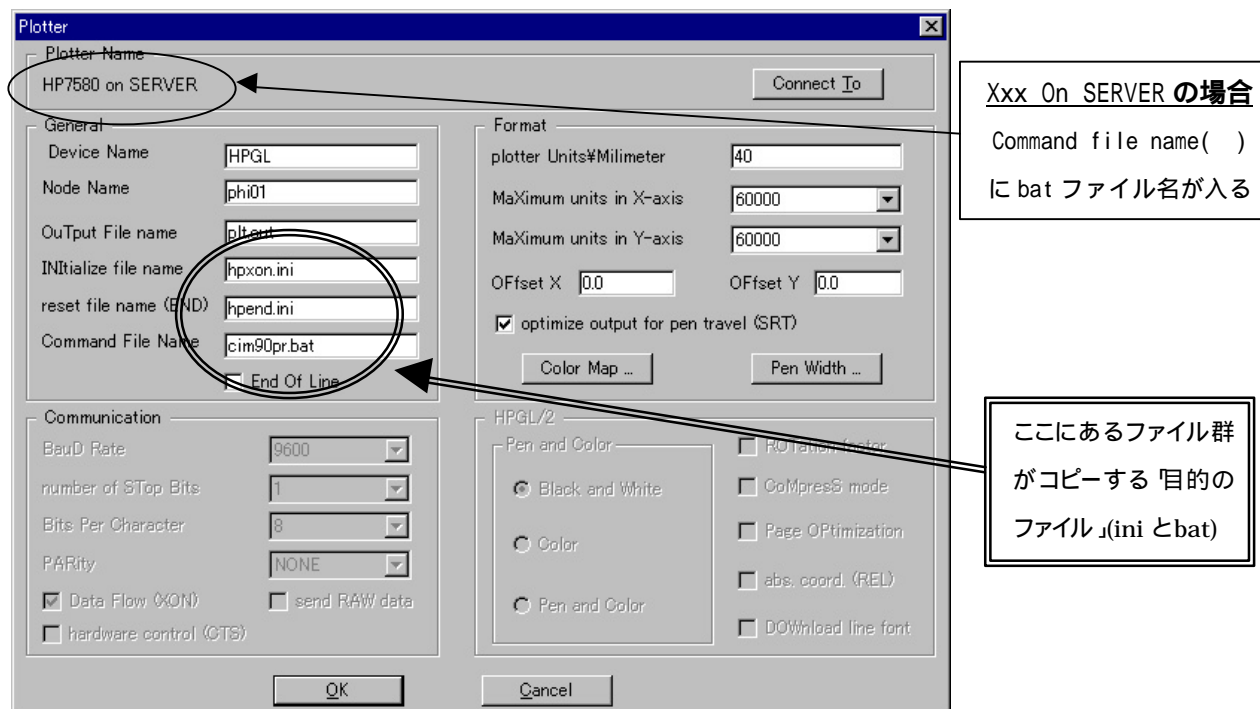 Plotter
Plotter Name
HP7580 on SERVER
Connect To
General
Device Name HPGL
Node Name phi01
OuTput File name plt.out
INItialize file name hpxon.ini
reset file name (END) hpend.ini
Command File Name cim90pr.bat
End Of Line
Format
plotter Units¥Milimeter 40
MaXimum units in X-axis 60000
MaXimum units in Y-axis 60000
OFfset X 0.0 OFfset Y 0.0
optimize output for pen travel (SRT)
Color Map ... Pen Width ...
Communication
BauD Rate 9600
number of STop Bits 1
Bits Per Character 8
PARity NONE
Data Flow (XON) send RAW data
hardware control (CTS)
HPGL/2
Pen and Color
Black and White
Color
Pen and Color
ROTation factor
CoMpresS mode
Page OPtimization
abs. coord. (REL)
DOWnload line font
OK Cancel
Xxx On SERVER の場合
Command file name( )
に bat ファイル名が入る
ここにあるファイル群
がコピーする「目的の
ファイル」(ini とbat)